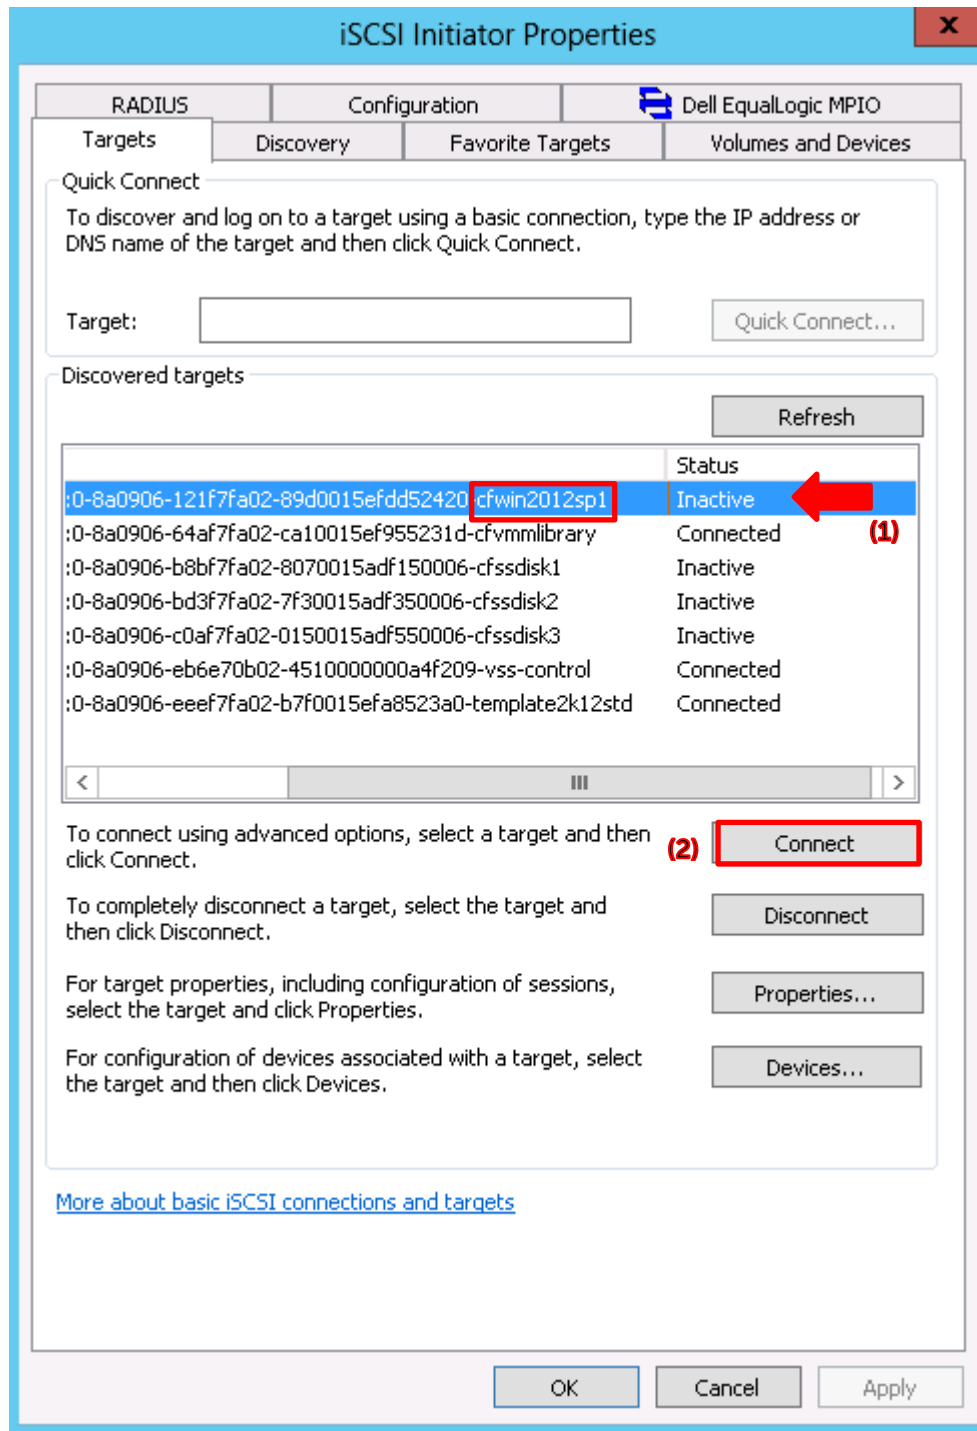 iSCSI Initiator Properties
x
RADIUS
Configuration
Dell EqualLogic MPIO
Targets
Discovery
Favorite Targets
Volumes and Devices
Quick Connect
To discover and log on to a target using a basic connection, type the IP address or
DNS name of the target and then click Quick Connect.
Target:
Quick Connect...
Discovered targets
Refresh
Status
:0-8a0906-121f7fa02-89d0015efdd52420-cfwin2012sp1 Inactive
(1)
:0-8a0906-64af7fa02-ca10015ef955231d-cfvmmlibrary Connected
:0-8a0906-b8bf7fa02-8070015adf150006-cfssdisk1 Inactive
:0-8a0906-bd3f7fa02-7f30015adf350006-cfssdisk2 Inactive
:0-8a0906-c0af7fa02-0150015adf550006-cfssdisk3 Inactive
:0-8a0906-eb6e70b02-4510000000a4f209-vss-control Connected
:0-8a0906-eeef7fa02-b7f0015efa8523a0-template2k12std Connected
To connect using advanced options, select a target and then
click Connect.
(2)
Connect
To completely disconnect a target, select the target and
then click Disconnect.
Disconnect
For target properties, including configuration of sessions,
select the target and click Properties.
Properties...
For configuration of devices associated with a target, select
the target and then click Devices.
Devices...
More about basic iSCSI connections and targets
OK
Cancel
Apply